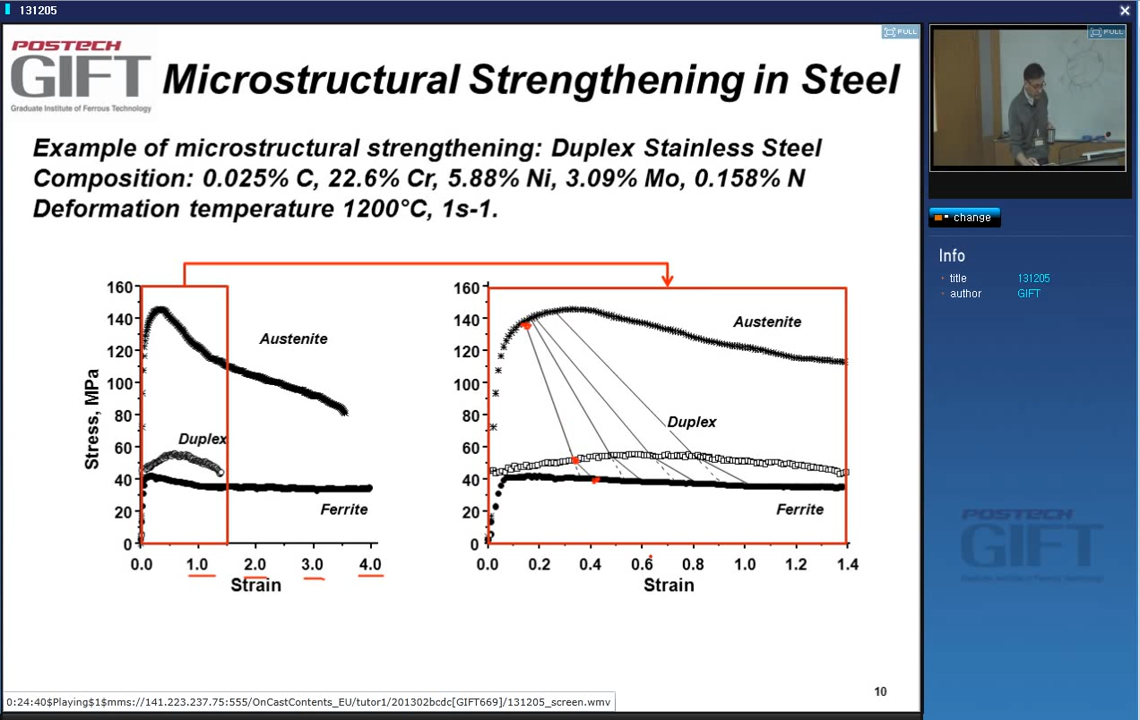 131205
FULL
POSTECH
GIFT
Graduate Institute of Ferrous Technology
Microstructural Strengthening in Steel
Example of microstructural strengthening: Duplex Stainless Steel
Composition: 0.025% C, 22.6% Cr, 5.88% Ni, 3.09% Mo, 0.158% N
Deformation temperature 1200°C, 1s-1.
160
140
120
100
80
60
40
20
0
Stress, MPa
Austenite
Duplex
Ferrite
0.0 1.0 2.0 3.0 4.0
Strain
160
140
120
100
80
60
40
20
0
Austenite
Duplex
Ferrite
0.0 0.2 0.4 0.6 0.8 1.0 1.2 1.4
Strain
10
0:24:40$Playing$1$mms://141.223.237.75:555/OnCastContents_EU/tutor1/201302bcdc[GIFT669]/131205_screen.wmv
FULL
change
Info
title 131205
author GIFT
POSTECH
GIFT